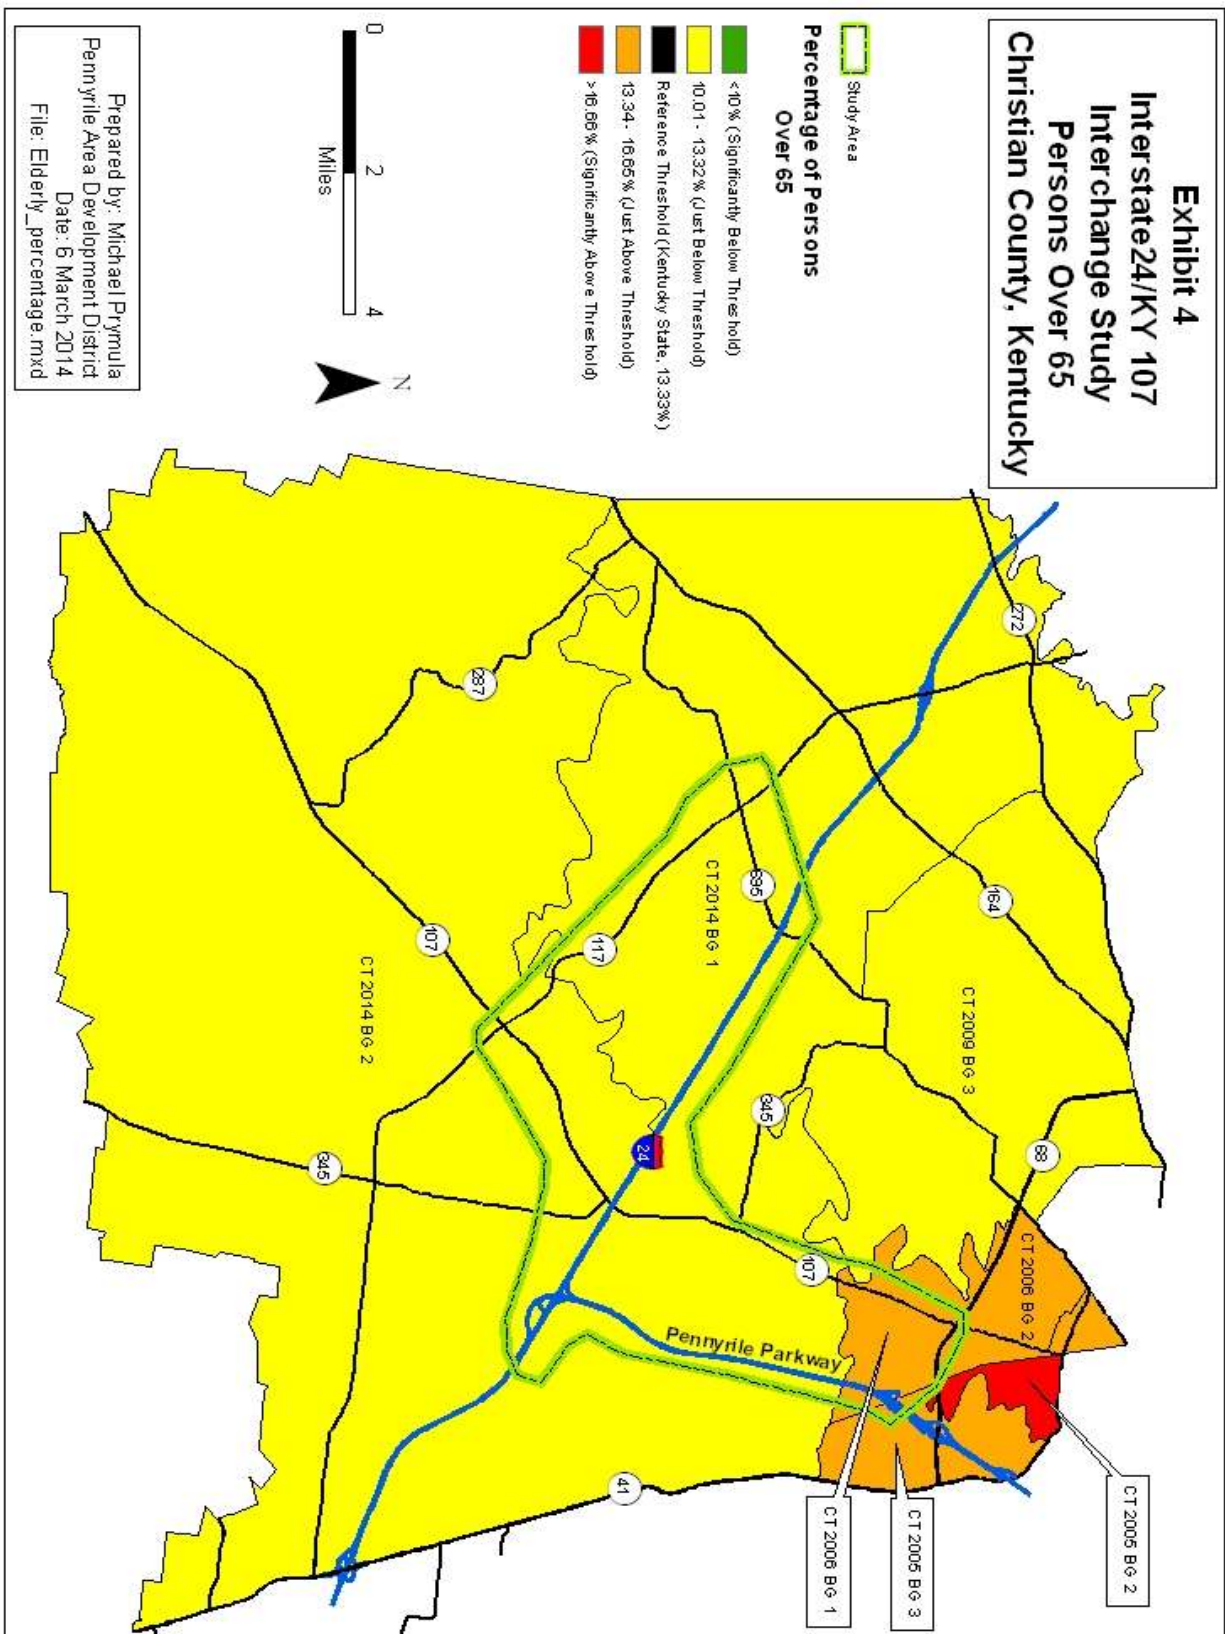 Exhibit 4
Interstate24/KY 107
Interchange Study
Persons Over 65
Christian County, Kentucky
Study Area
Percentage of Persons
Over 65
<10% (Significantly Below Threshold)
10.01 - 13.32% (Just Below Threshold)
Reference Threshold (Kentucky State, 13.33%)
13.34 - 16.65% (Just Above Threshold)
>16.66% (Significantly Above Threshold)
0 2 4
Miles
N
Prepared by: Michael Prymula
Pennyrile Area Development District
Date: 6 March 2014
File: Elderly_percentage.mxd
272
164
68
695
345
24
117
287
107
107
345
41
CT 2009 BG 3
CT 2014 BG 1
CT 2014 BG 2
CT 2006 BG 2
CT 2005 BG 2
CT 2005 BG 3
CT 2006 BG 1
Pennyrile Parkway